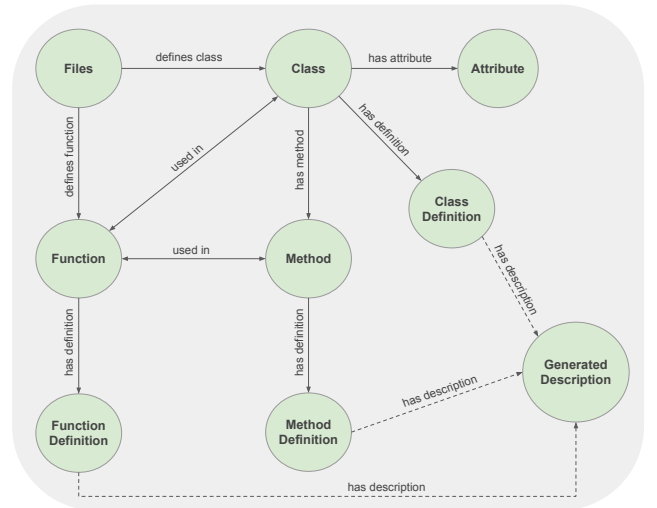 defines class
has attribute
Files
Class
Attribute
has definition
defines function
used in
has method
Class
Definition
used in
Function
Method
has description
has definition
has definition
Generated
Description
has description
Function
Definition
Method
Definition
has description